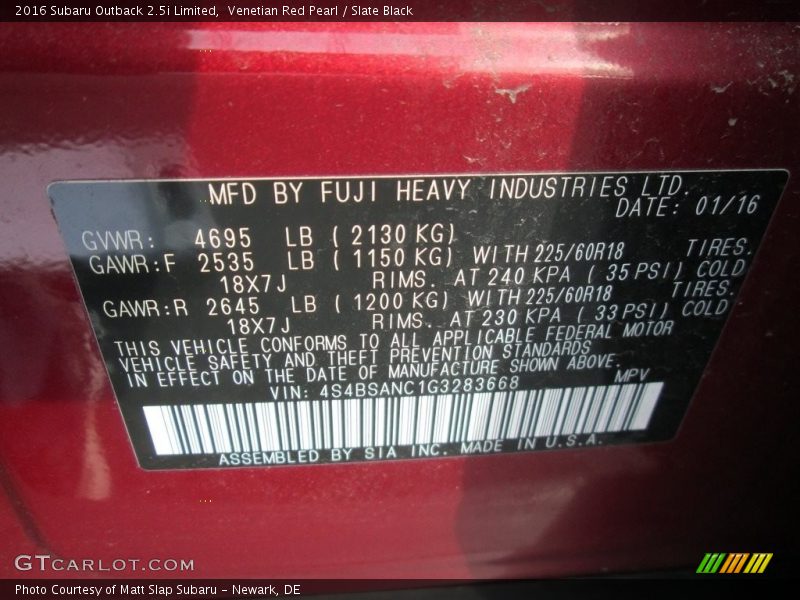 2016 Subaru Outback 2.5i Limited,  Venetian Red Pearl / Slate Black
MFD BY FUJI HEAVY INDUSTRIES LTD.
DATE: 01/16
GVWR: 4695 LB (2130 KG)
GAWR:F 2535 LB (1150 KG) WITH 225/60R18 TIRES.
18X7J RIMS. AT 240 KPA (35 PSI) COLD
GAWR:R 2645 LB (1200 KG) WITH 225/60R18 TIRES.
18X7J RIMS. AT 230 KPA (33 PSI) COLD
THIS VEHICLE CONFORMS TO ALL APPLICABLE FEDERAL MOTOR
VEHICLE SAFETY AND THEFT PREVENTION STANDARDS
IN EFFECT ON THE DATE OF MANUFACTURE SHOWN ABOVE.
VIN: 4S4BSANC1G3283668 MPV
ASSEMBLED BY SIA INC. MADE IN U.S.A.
GTCARLOT.COM
Photo Courtesy of Matt Slap Subaru – Newark, DE